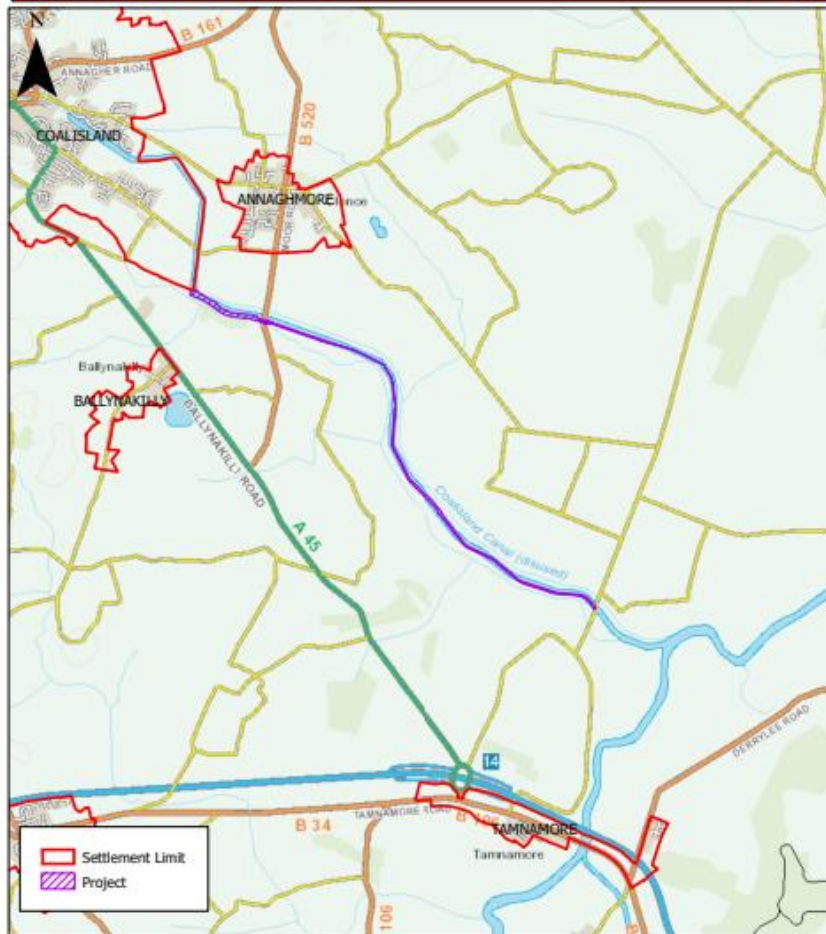 N
B 161
ANNAGHER ROAD
COALISLAND
B 520
ANNAGHMORE
Ballynakilly
BALLYNAKILLY
BALLYNAKILLY ROAD
A 45
Coalisland Canal (disused)
14
DERRYLEE ROAD
TAMNAMORE ROAD
B 34
TAMNAMORE
Tamnamore
106
B
Settlement Limit
Project